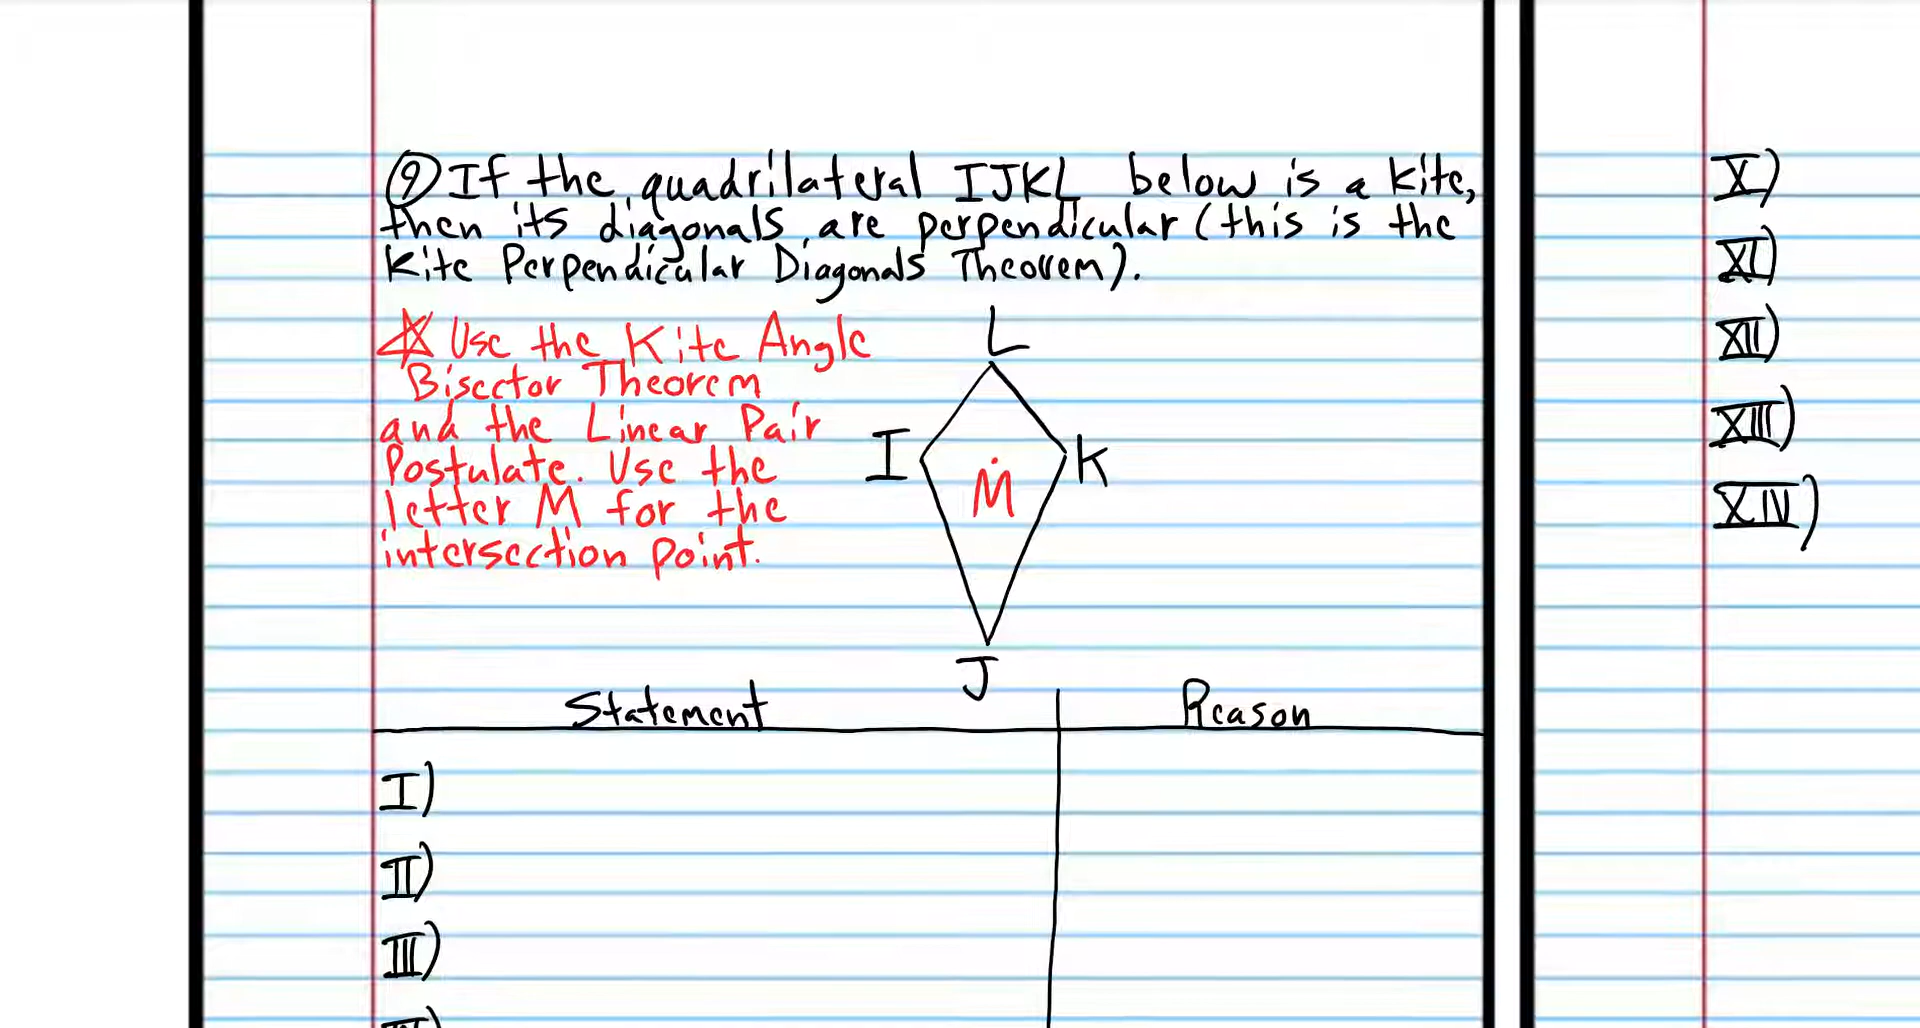 ⑨ If the quadrilateral IJKL below is a kite,
then its diagonals are perpendicular (this is the
Kite Perpendicular Diagonals Theorem).
☆ Use the Kite Angle
Bisector Theorem
and the Linear Pair
Postulate. Use the
letter M for the
intersection point.
L
I
K
M
J
Statement
Reason
I)
II)
III)
X)
XI)
XII)
XIII)
XIV)